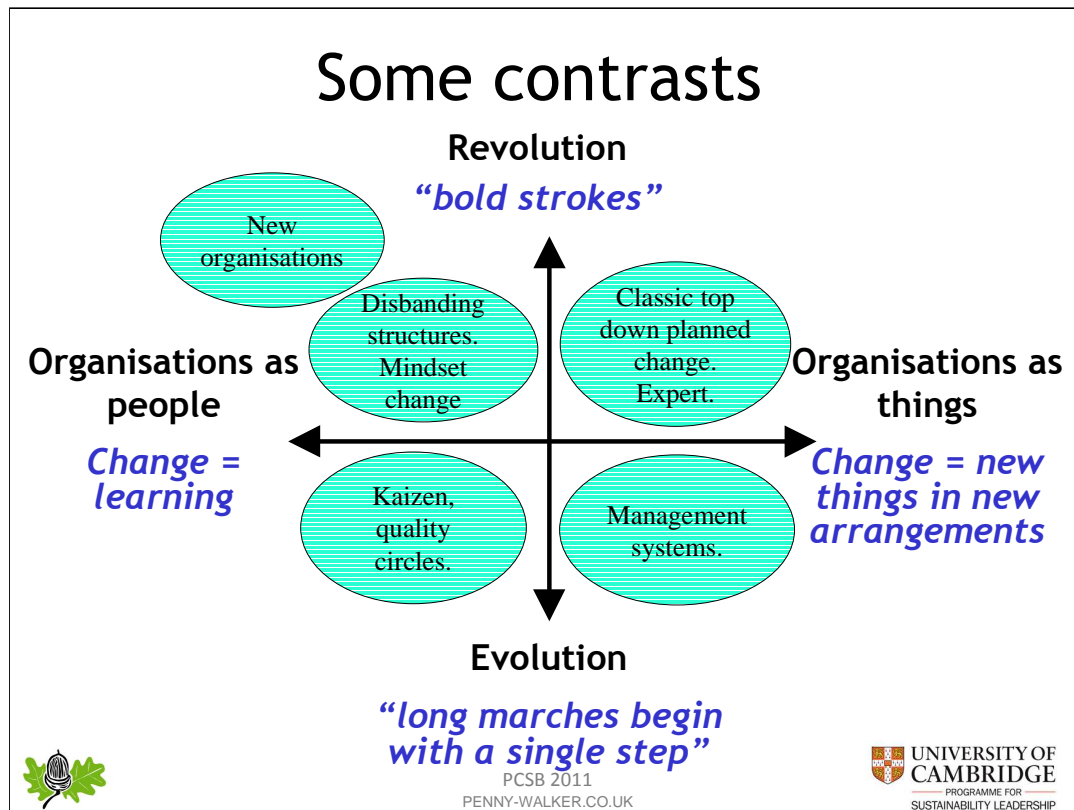 Some contrasts
Revolution
“bold strokes”
New
organisations
Disbanding
structures.
Mindset
change
Classic top
down planned
change.
Expert.
Organisations as
people
Change =
learning
Organisations as
things
Change = new
things in new
arrangements
Kaizen,
quality
circles.
Management
systems.
Evolution
“long marches begin
with a single step”
PCSB 2011
PENNY-WALKER.CO.UK
UNIVERSITY OF
CAMBRIDGE
PROGRAMME FOR
SUSTAINABILITY LEADERSHIP